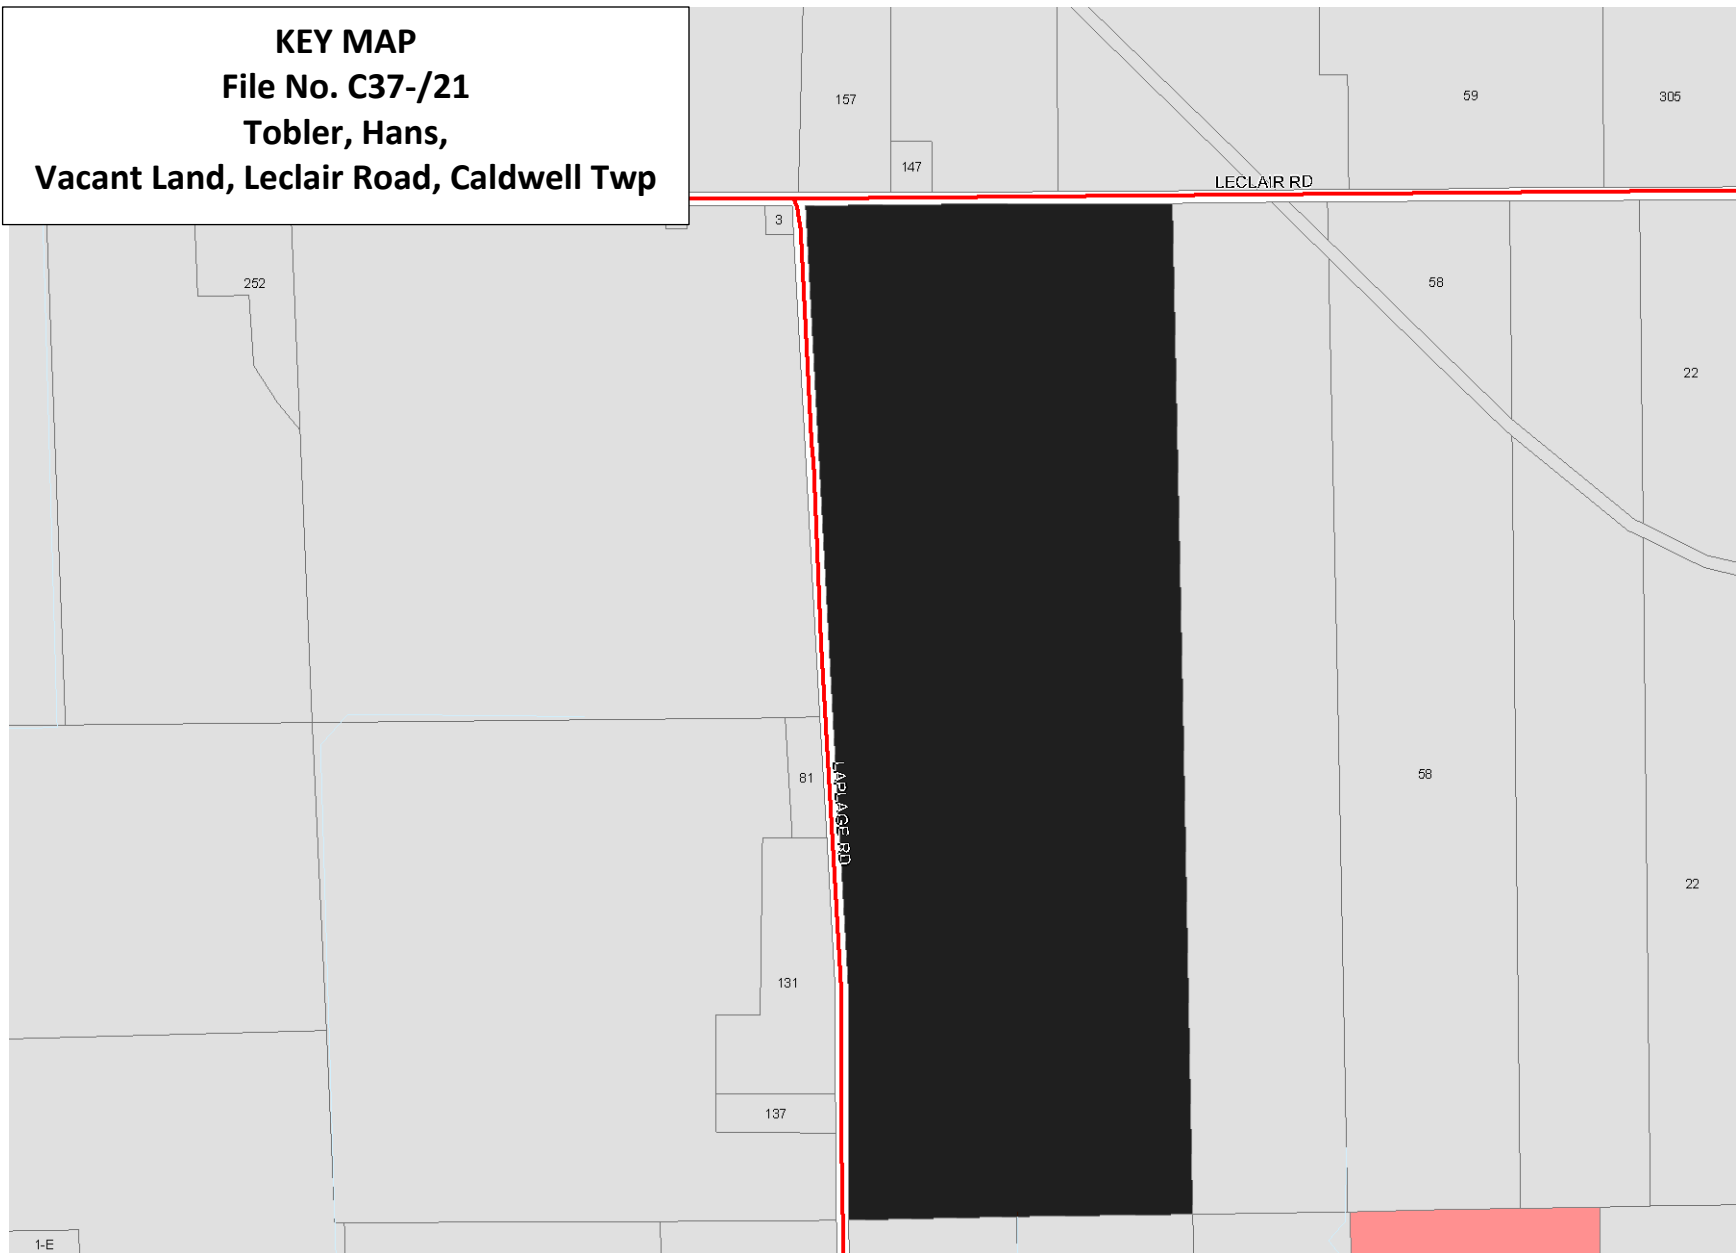 KEY MAP
File No. C37-/21
Tobler, Hans,
Vacant Land, Leclair Road, Caldwell Twp
157
59
305
147
LECLAIR RD
3
252
58
22
81
LAPLAGE RD
58
22
131
137
1-E